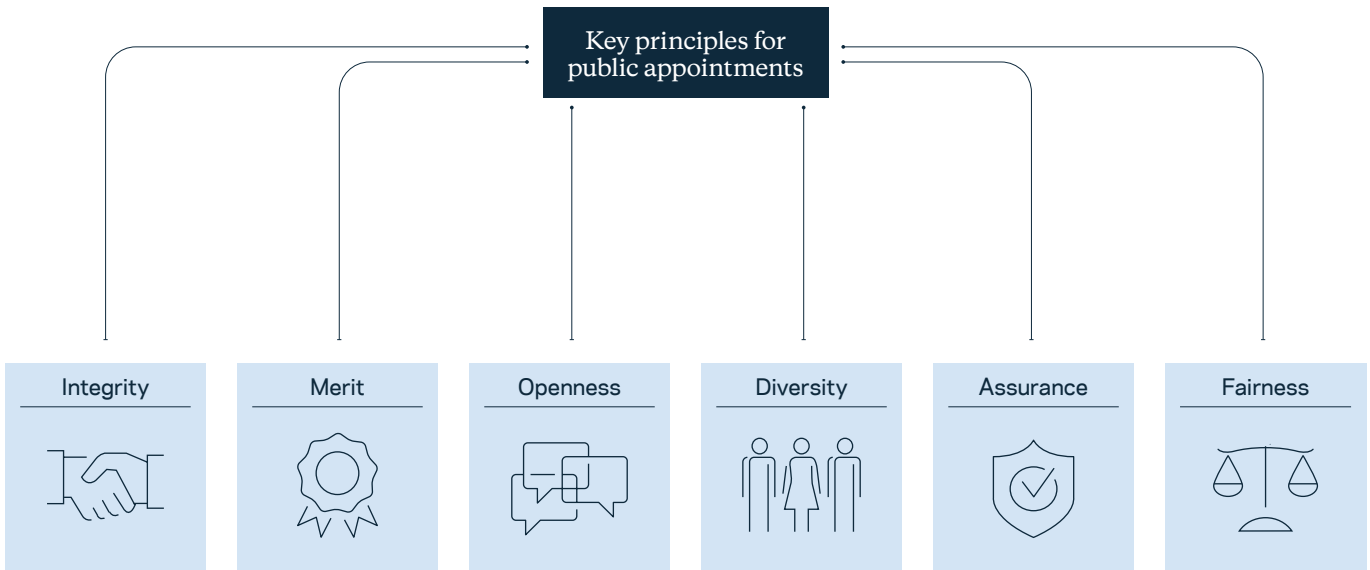 Key principles for
public appointments
Integrity
Merit
Openness
Diversity
Assurance
Fairness